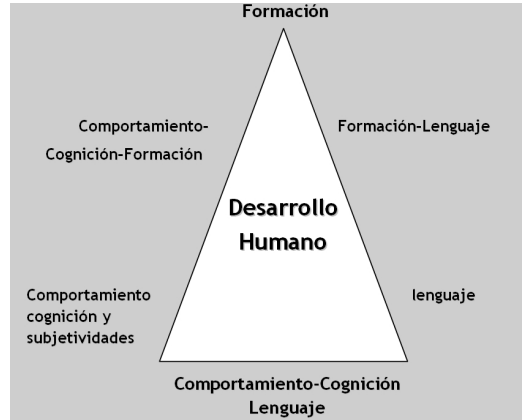 Formación
Comportamiento-
Cognición-Formación
Formación-Lenguaje
Desarrollo
Humano
Comportamiento
cognición y
subjetividades
lenguaje
Comportamiento-Cognición
Lenguaje